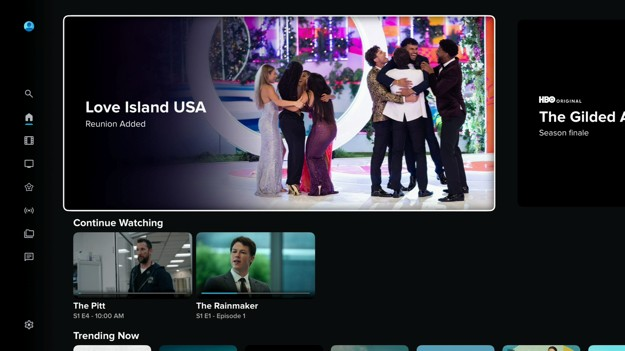 Love Island USA
Reunion Added
HBO ORIGINAL
The Gilded A
Season finale
Continue Watching
The Pitt
S1 E4 - 10:00 AM
The Rainmaker
S1 E1 - Episode 1
Trending Now